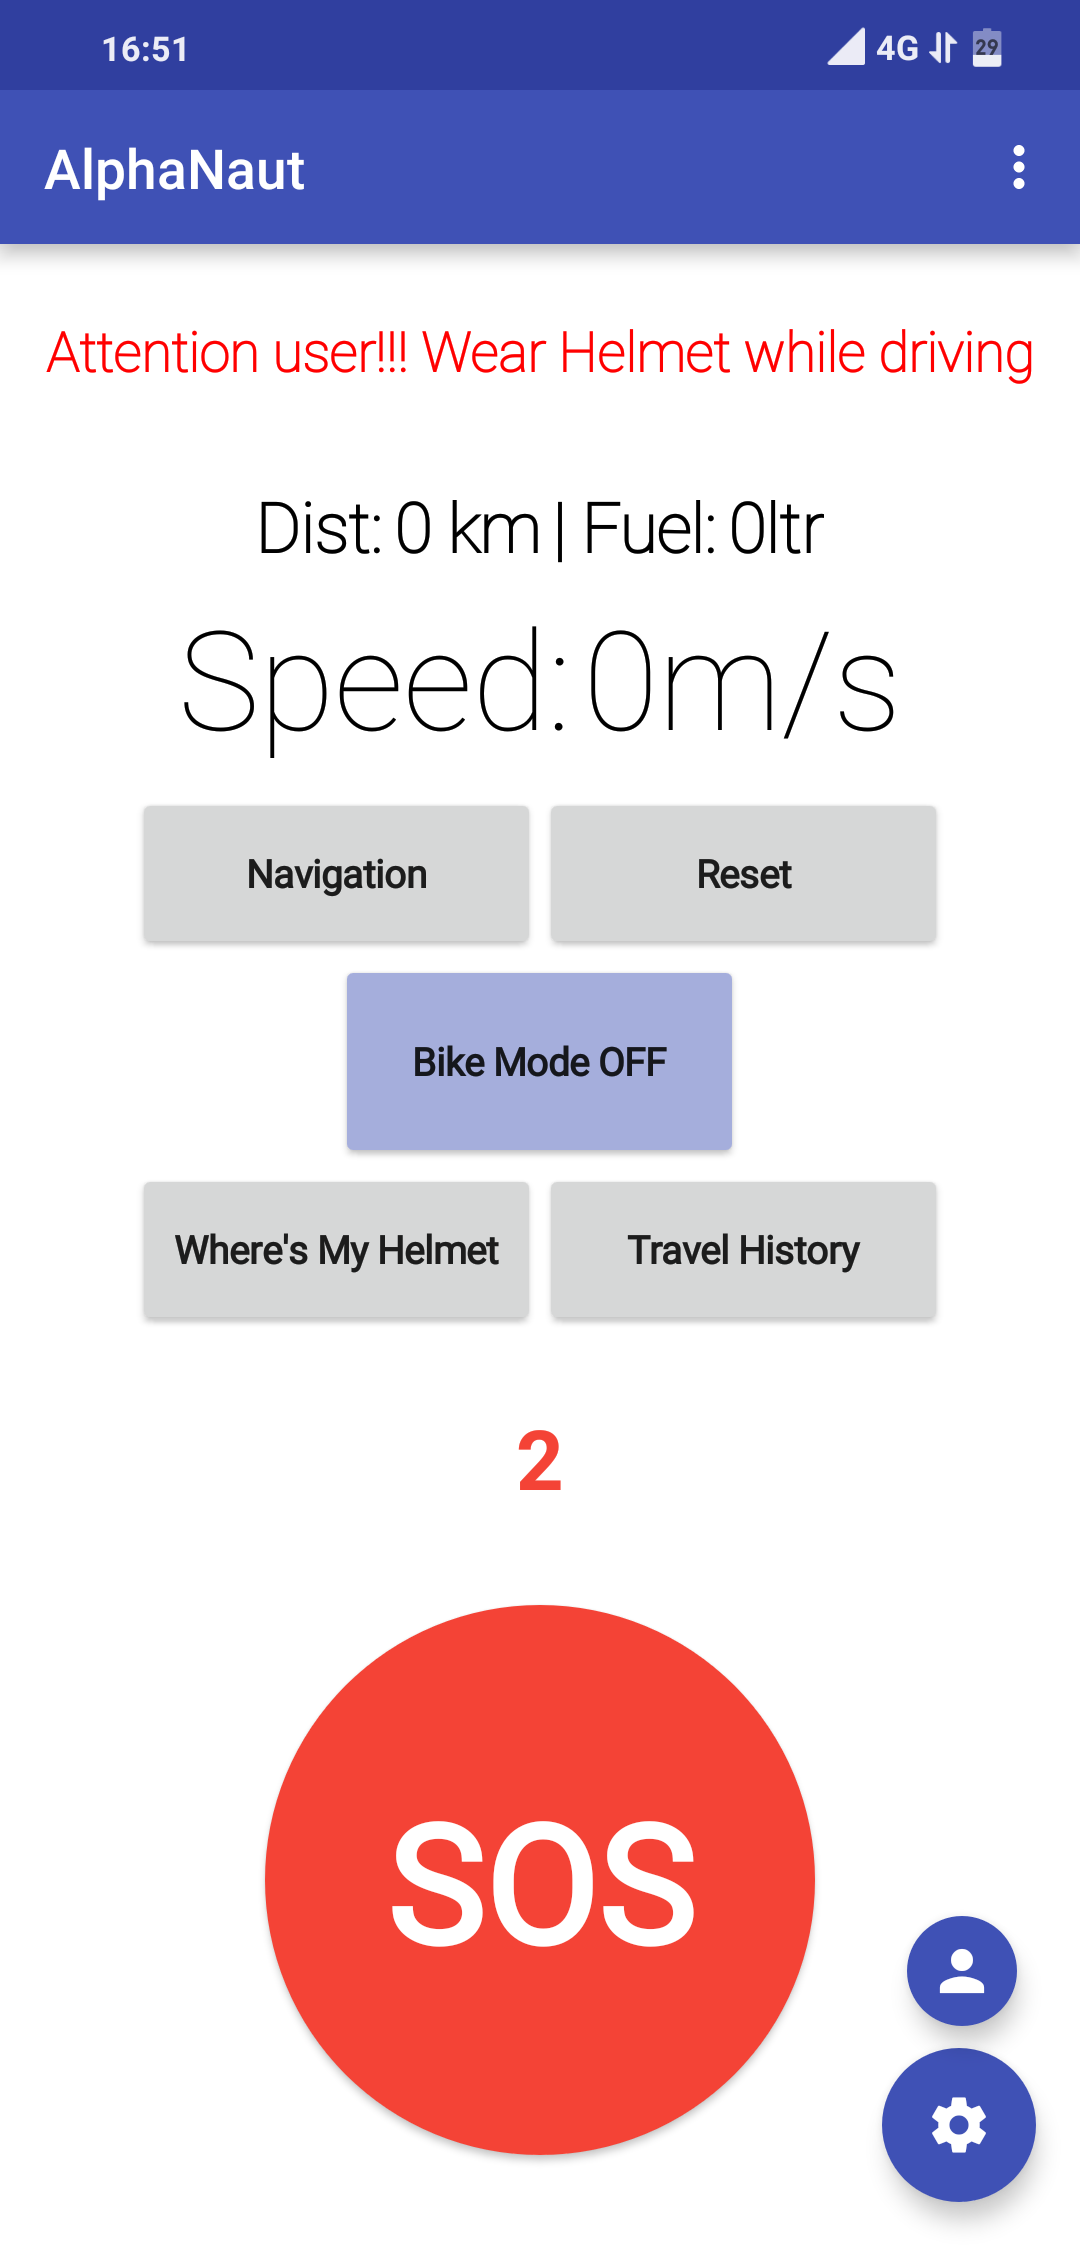 16:51 4G 29
AlphaNaut
Attention user!!! Wear Helmet while driving
Dist: 0 km | Fuel: 0ltr
Speed:0m/s
Navigation Reset
Bike Mode OFF
Where's My Helmet Travel History
2
SOS